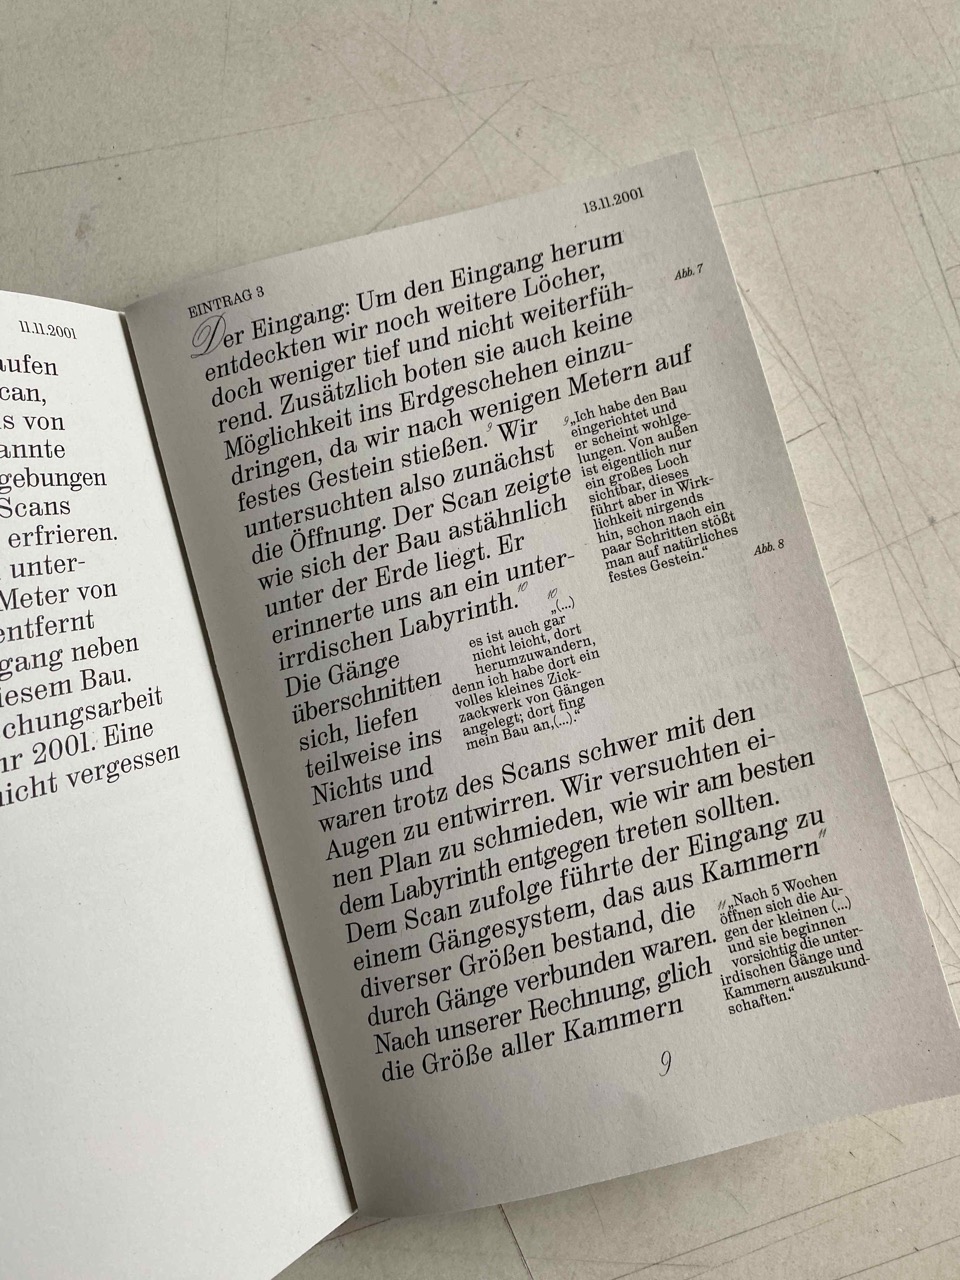 11.11.2001
aufen
can,
s von
annte
gebungen
Scans
erfrieren.
unter-
Meter von
entfernt
gang neben
iesem Bau.
chungsarbeit
hr 2001. Eine
nicht vergessen
EINTRAG 3
13.11.2001
Der Eingang: Um den Eingang herum
entdeckten wir noch weitere Löcher,
doch weniger tief und nicht weiterfüh-
rend. Zusätzlich boten sie auch keine
Möglichkeit ins Erdgeschehen einzu-
dringen, da wir nach wenigen Metern auf
festes Gestein stießen.9 Wir
untersuchten also zunächst
die Öffnung. Der Scan zeigte
wie sich der Bau astähnlich
unter der Erde liegt. Er
erinnerte uns an ein unter-
irrdischen Labyrinth.10
Die Gänge
überschnitten
sich, liefen
teilweise ins
Nichts und
waren trotz des Scans schwer mit den
Augen zu entwirren. Wir versuchten ei-
nen Plan zu schmieden, wie wir am besten
dem Labyrinth entgegen treten sollten.
Dem Scan zufolge führte der Eingang zu
einem Gängesystem, das aus Kammern11
diverser Größen bestand, die
durch Gänge verbunden waren.
Nach unserer Rechnung, glich
die Größe aller Kammern
Abb. 7
9 „Ich habe den Bau
eingerichtet und
er scheint wohlge-
lungen. Von außen
ist eigentlich nur
ein großes Loch
sichtbar, dieses
führt aber in Wirk-
lichkeit nirgends
hin, schon nach ein
paar Schritten stößt
man auf natürliches
festes Gestein.“
Abb. 8
10 „(...)
es ist auch gar
nicht leicht, dort
herumzuwandern,
denn ich habe dort ein
volles kleines Zick-
zackwerk von Gängen
angelegt; dort fing
mein Bau an,(...).“
11 „Nach 5 Wochen
öffnen sich die Au-
gen der kleinen (...)
und sie beginnen
vorsichtig die unter-
irdischen Gänge und
Kammern auszukund-
schaften.“
9